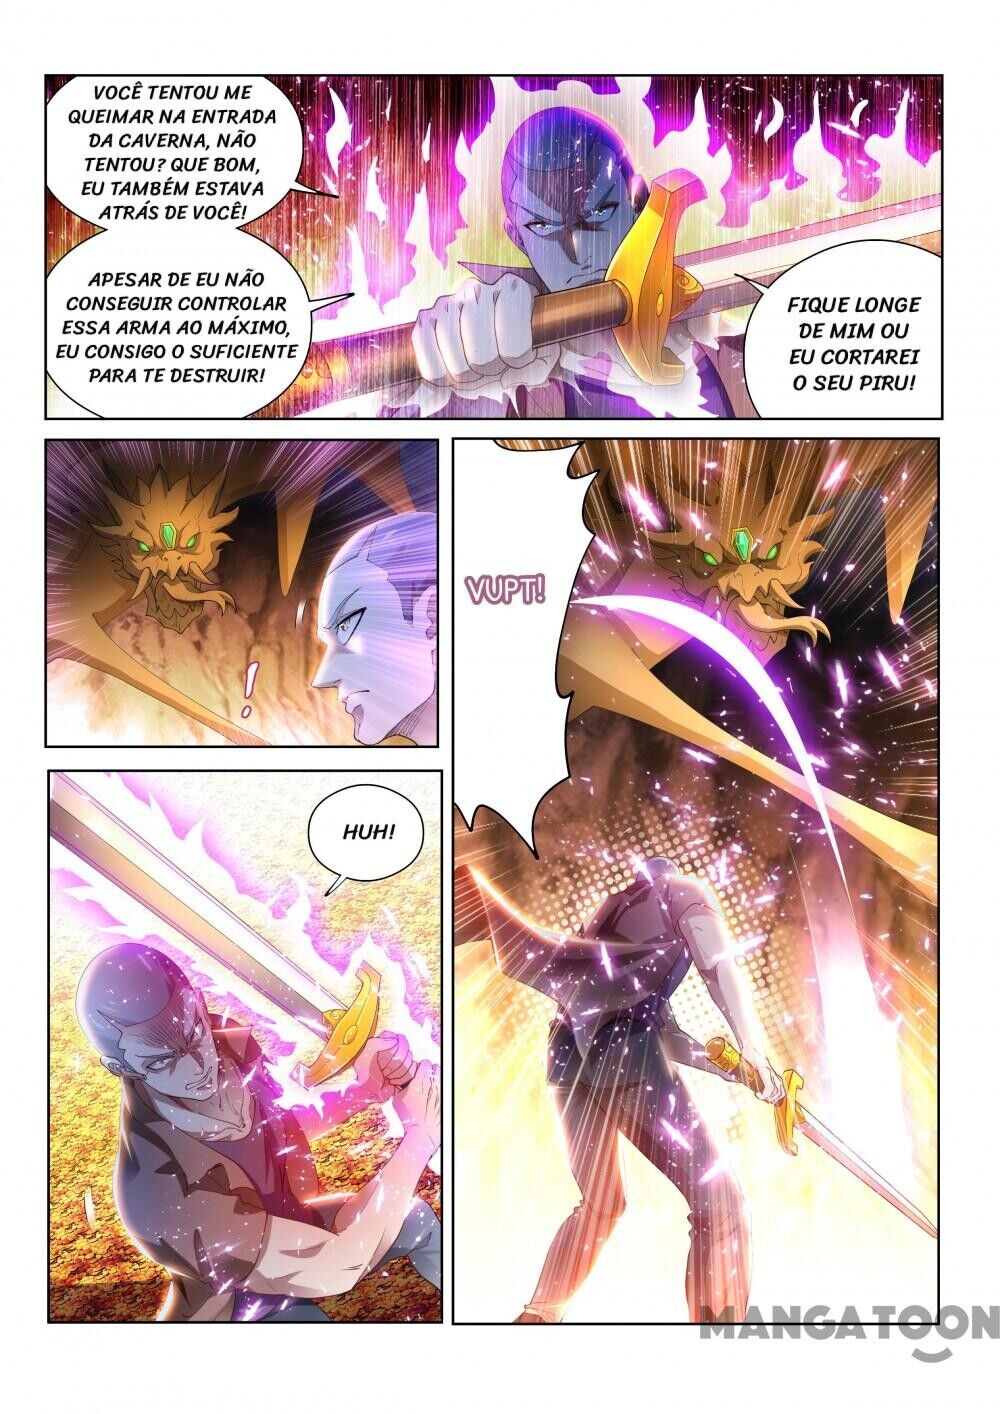 VOCÊ TENTOU ME
QUEIMAR NA ENTRADA
DA CAVERNA, NÃO
TENTOU? QUE BOM,
EU TAMBÉM ESTAVA
ATRÁS DE VOCÊ!
APESAR DE EU NÃO
CONSEGUIR CONTROLAR
ESSA ARMA AO MÁXIMO,
EU CONSIGO O SUFICIENTE
PARA TE DESTRUIR!
FIQUE LONGE
DE MIM OU
EU CORTAREI
O SEU PIRU!
!
VUPT!
HUH!
MANGATOON